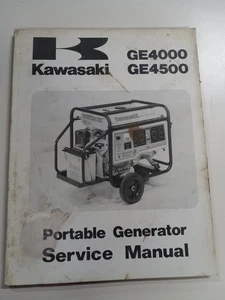 GE4000
Kawasaki GE4500
Portable Generator
Service Manual